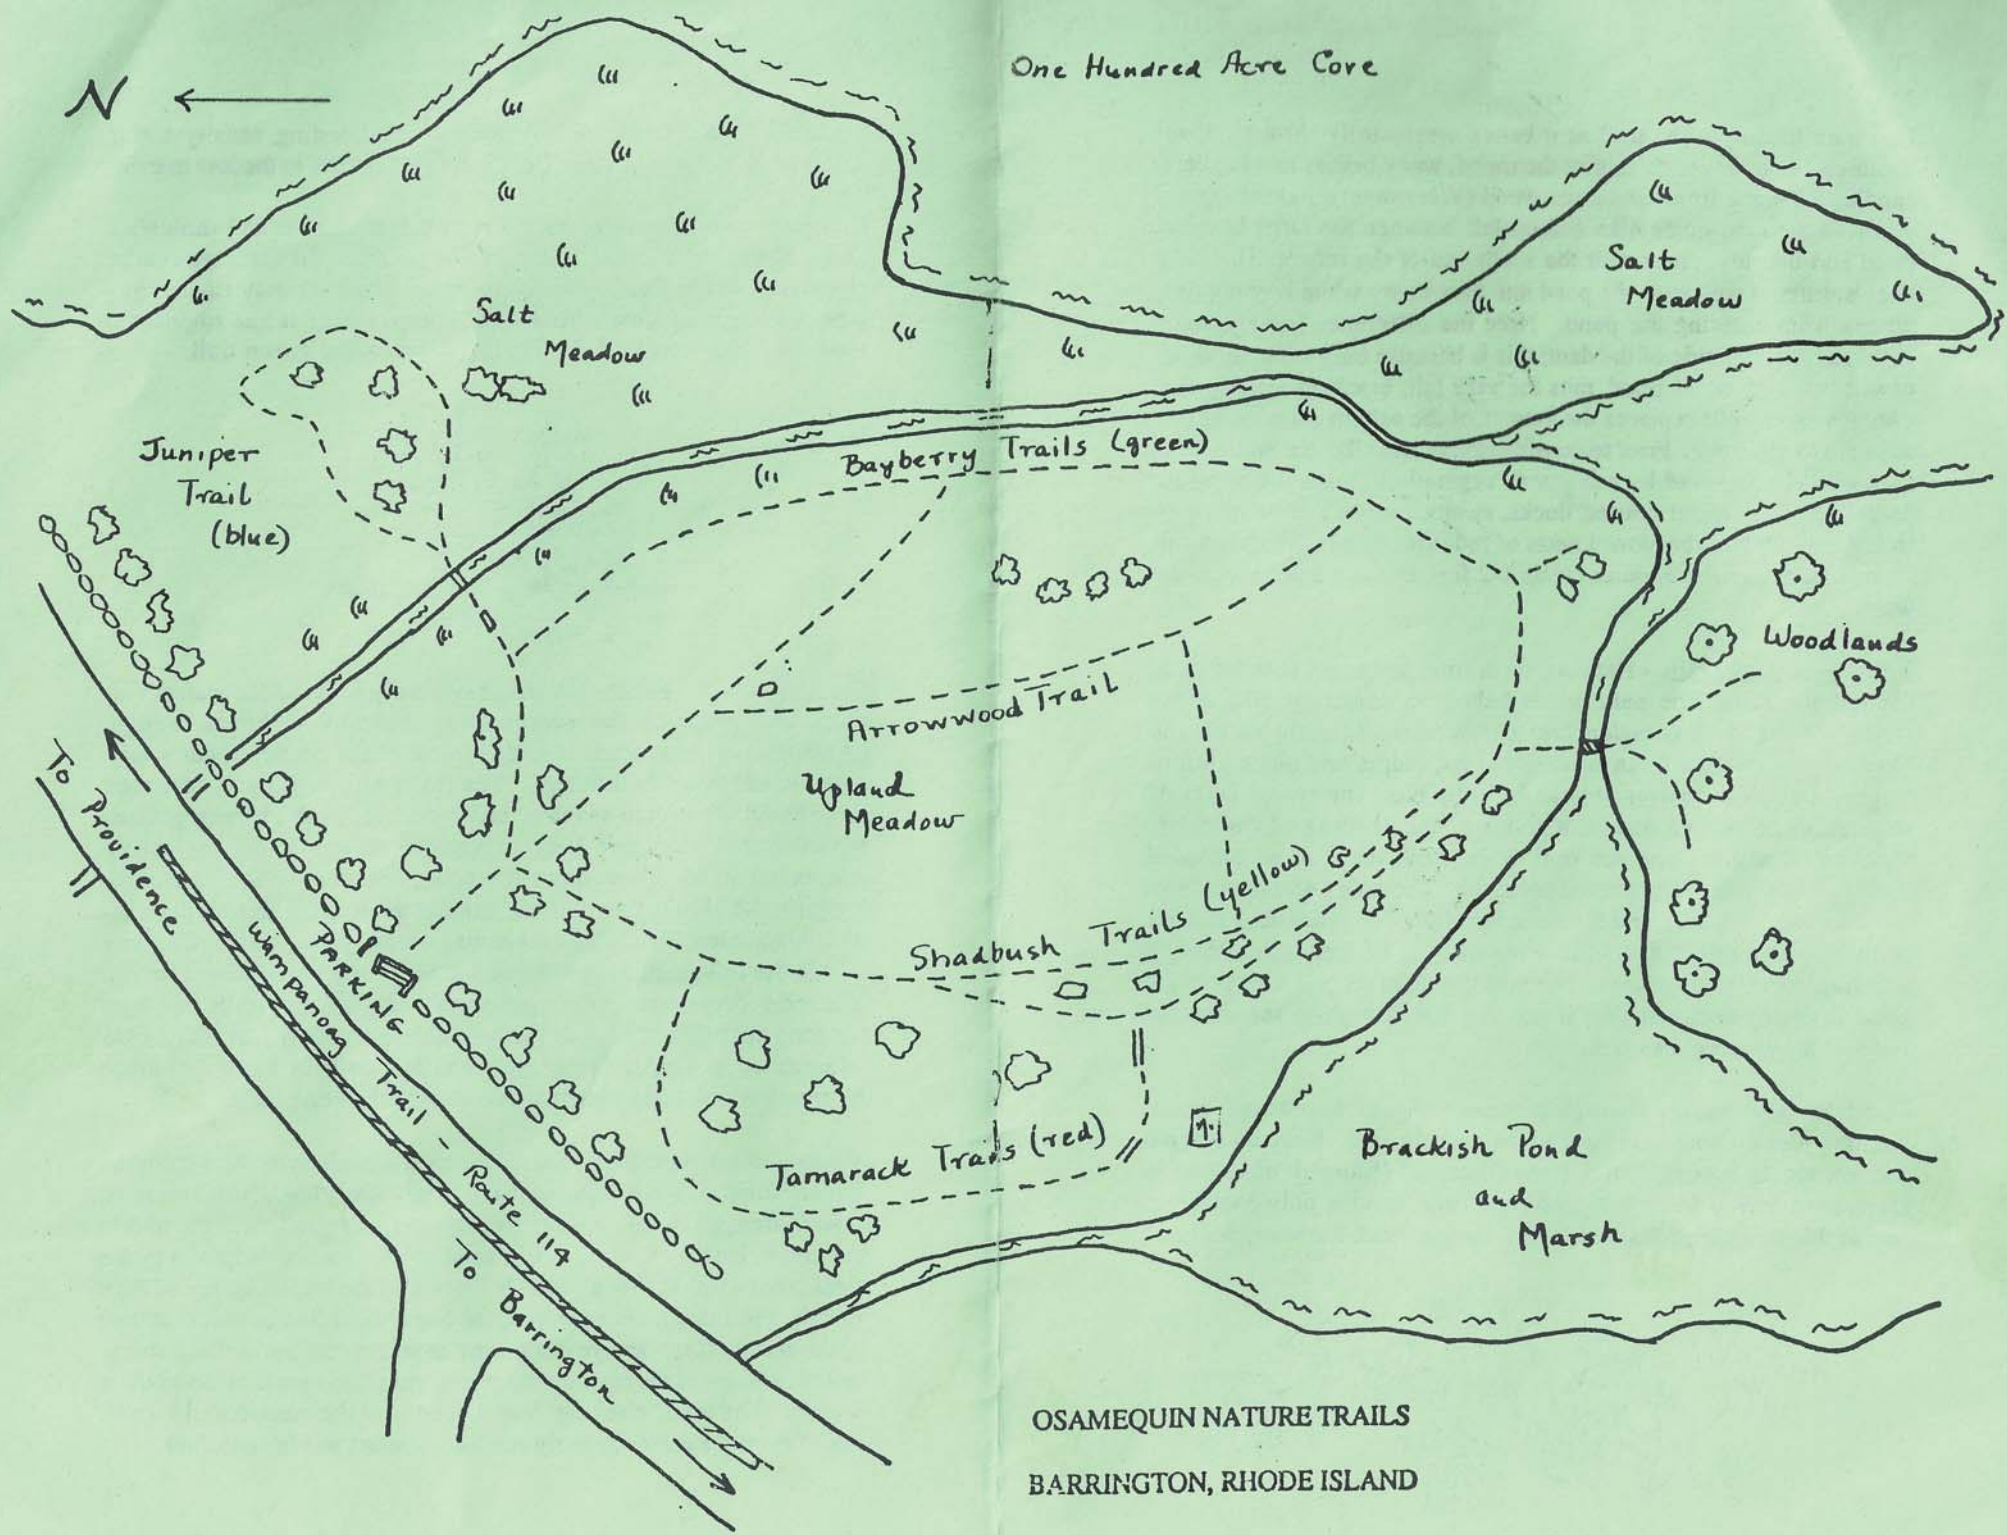 One Hundred Acre Cove
N
Salt
Meadow
Salt
Meadow
Juniper
Trail
(blue)
Bayberry Trails (green)
Woodlands
Arrowwood Trail
Upland
Meadow
To Providence
Shadbush Trails (yellow)
PARKING
Wampanoag Trail - Route 114
Tamarack Trails (red)
Brackish Pond
and
Marsh
To Barrington
OSAMEQUIN NATURE TRAILS
BARRINGTON, RHODE ISLAND